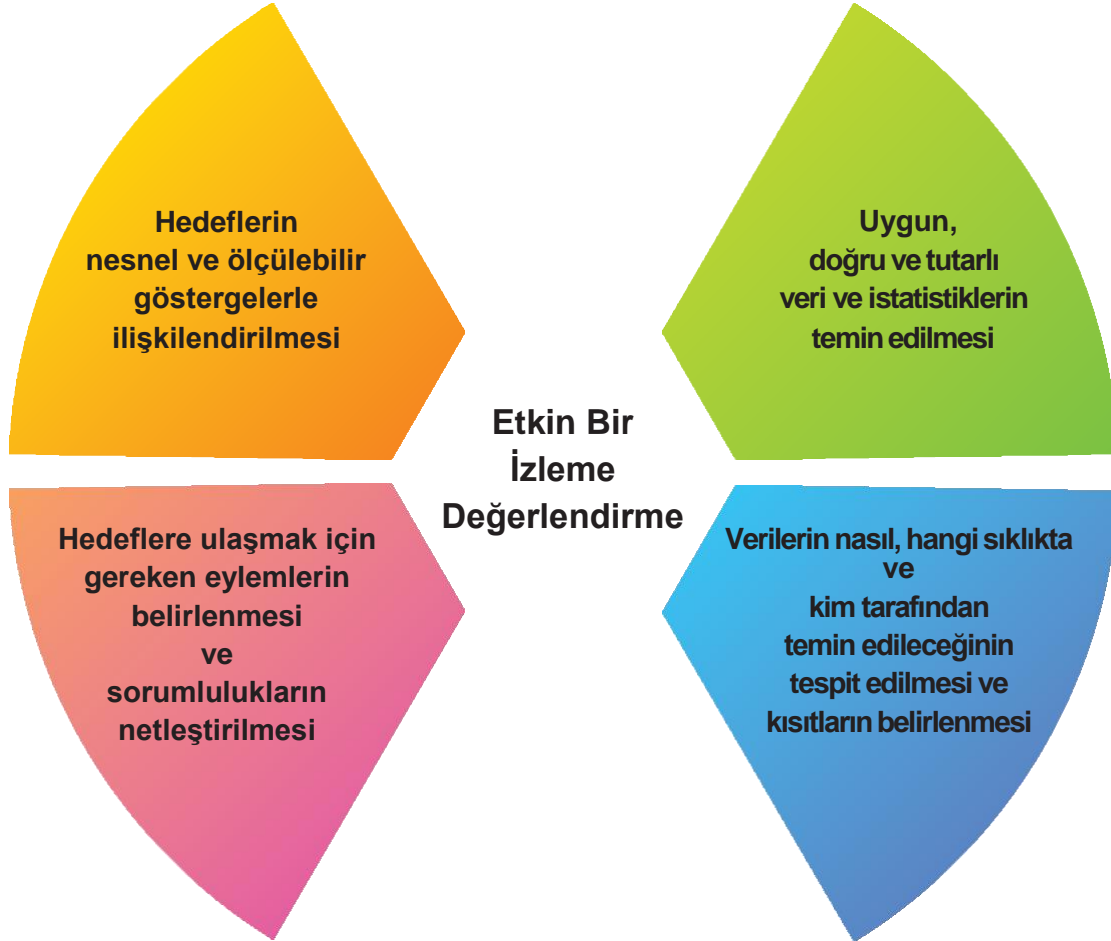 Hedeflerin
nesnel ve ölçülebilir
göstergelerle
ilişkilendirilmesi
Uygun,
doğru ve tutarlı
veri ve istatistiklerin
temin edilmesi
Etkin Bir
İzleme
Değerlendirme
Hedeflere ulaşmak için
gereken eylemlerin
belirlenmesi
ve
sorumlulukların
netleştirilmesi
Verilerin nasıl, hangi sıklıkta
ve
kim tarafından
temin edileceğinin
tespit edilmesi ve
kısıtların belirlenmesi